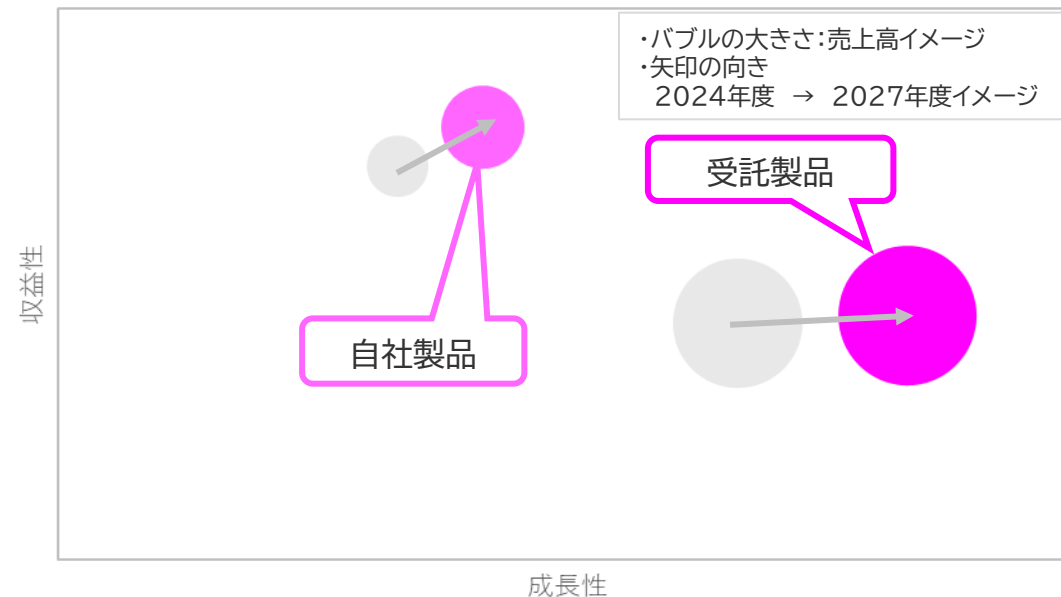 ・バブルの大きさ：売上高イメージ
・矢印の向き
2024年度 → 2027年度イメージ
受託製品
自社製品
収益性
成長性